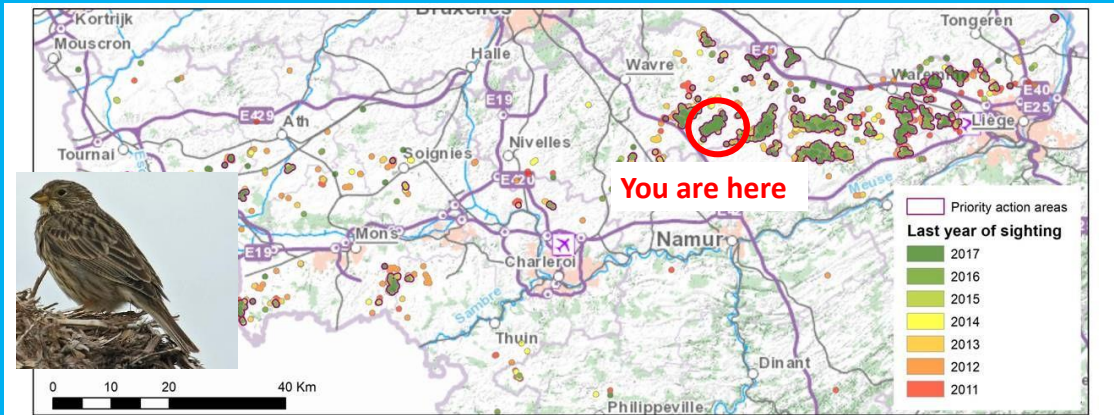 Kortrijk
Mouscron
Bruxelles
Tongeren
Halle
E40
Wavre
Waremme
E19
E40
E25
E429
Ath
Liège
Tournai
Nivelles
Soignies
E420
You are here
Meuse
Mons
Namur
E19
Charleroi
Sambre
Thuin
Dinant
Philippeville
Priority action areas
Last year of sighting
2017
2016
2015
2014
2013
2012
2011
0 10 20 40 Km